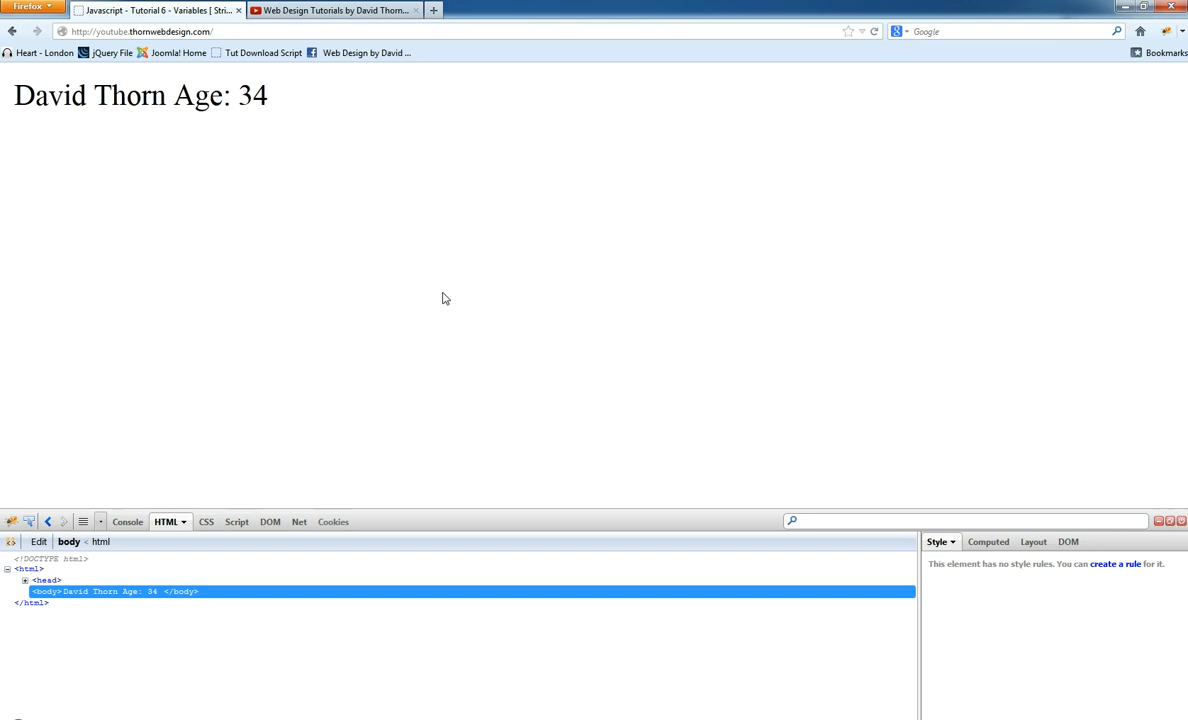 Firefox
Javascript - Tutorial 6 - Variables [ Stri...
Web Design Tutorials by David Thorn...
http://youtube.thornwebdesign.com/
Google
Heart - London
jQuery File
Joomla! Home
Tut Download Script
Web Design by David ...
Bookmarks
David Thorn Age: 34
Console
HTML
CSS
Script
DOM
Net
Cookies
Edit
body < html
Style
Computed
Layout
DOM
<!DOCTYPE html>
<html>
<head>
<body>David Thorn Age: 34 </body>
</html>
This element has no style rules. You can create a rule for it.